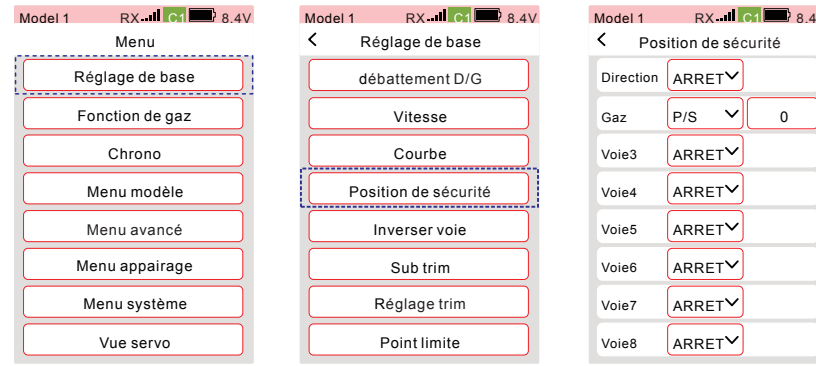 Model 1 RX C1 8.4V
Menu
Réglage de base
Fonction de gaz
Chrono
Menu modèle
Menu avancé
Menu appairage
Menu système
Vue servo
Model 1 RX C1 8.4V
Réglage de base
débattement D/G
Vitesse
Courbe
Position de sécurité
Inverser voie
Sub trim
Réglage trim
Point limite
Model 1 RX C1 8.4
Position de sécurité
Direction ARRET
Gaz P/S 0
Voie3 ARRET
Voie4 ARRET
Voie5 ARRET
Voie6 ARRET
Voie7 ARRET
Voie8 ARRET